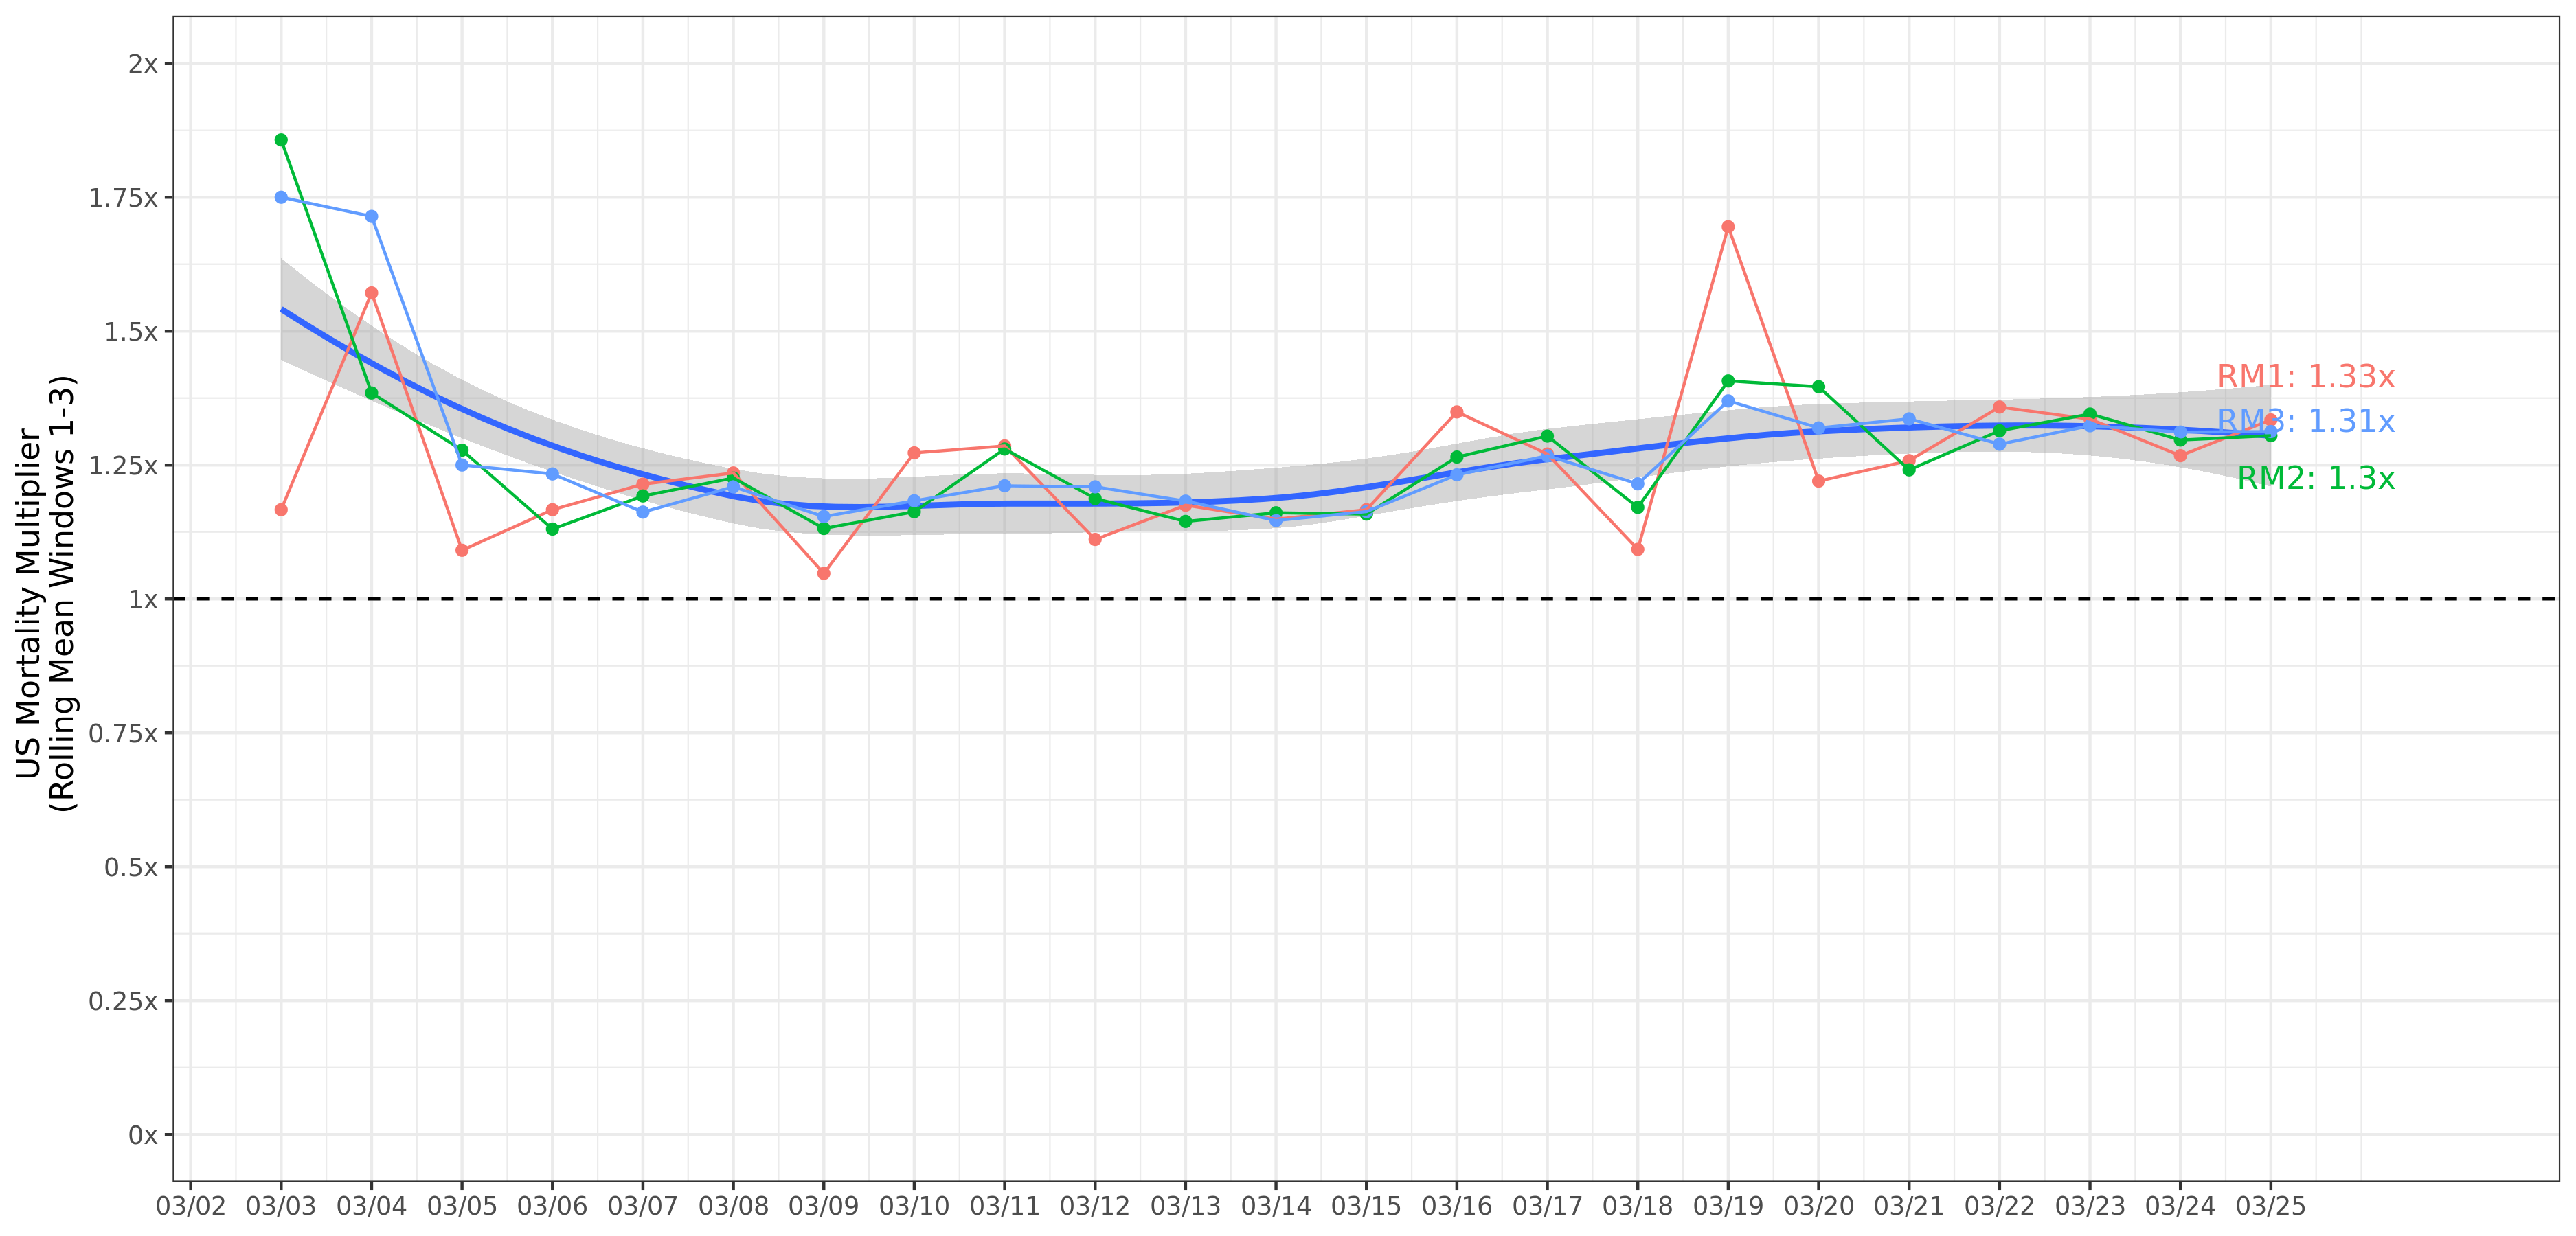 US Mortality Multiplier
(Rolling Mean Windows 1-3)
2x
1.75x
1.5x
1.25x
1x
0.75x
0.5x
0.25x
0x
RM1: 1.33x
RM3: 1.31x
RM2: 1.3x
03/02 03/03 03/04 03/05 03/06 03/07 03/08 03/09 03/10 03/11 03/12 03/13 03/14 03/15 03/16 03/17 03/18 03/19 03/20 03/21 03/22 03/23 03/24 03/25